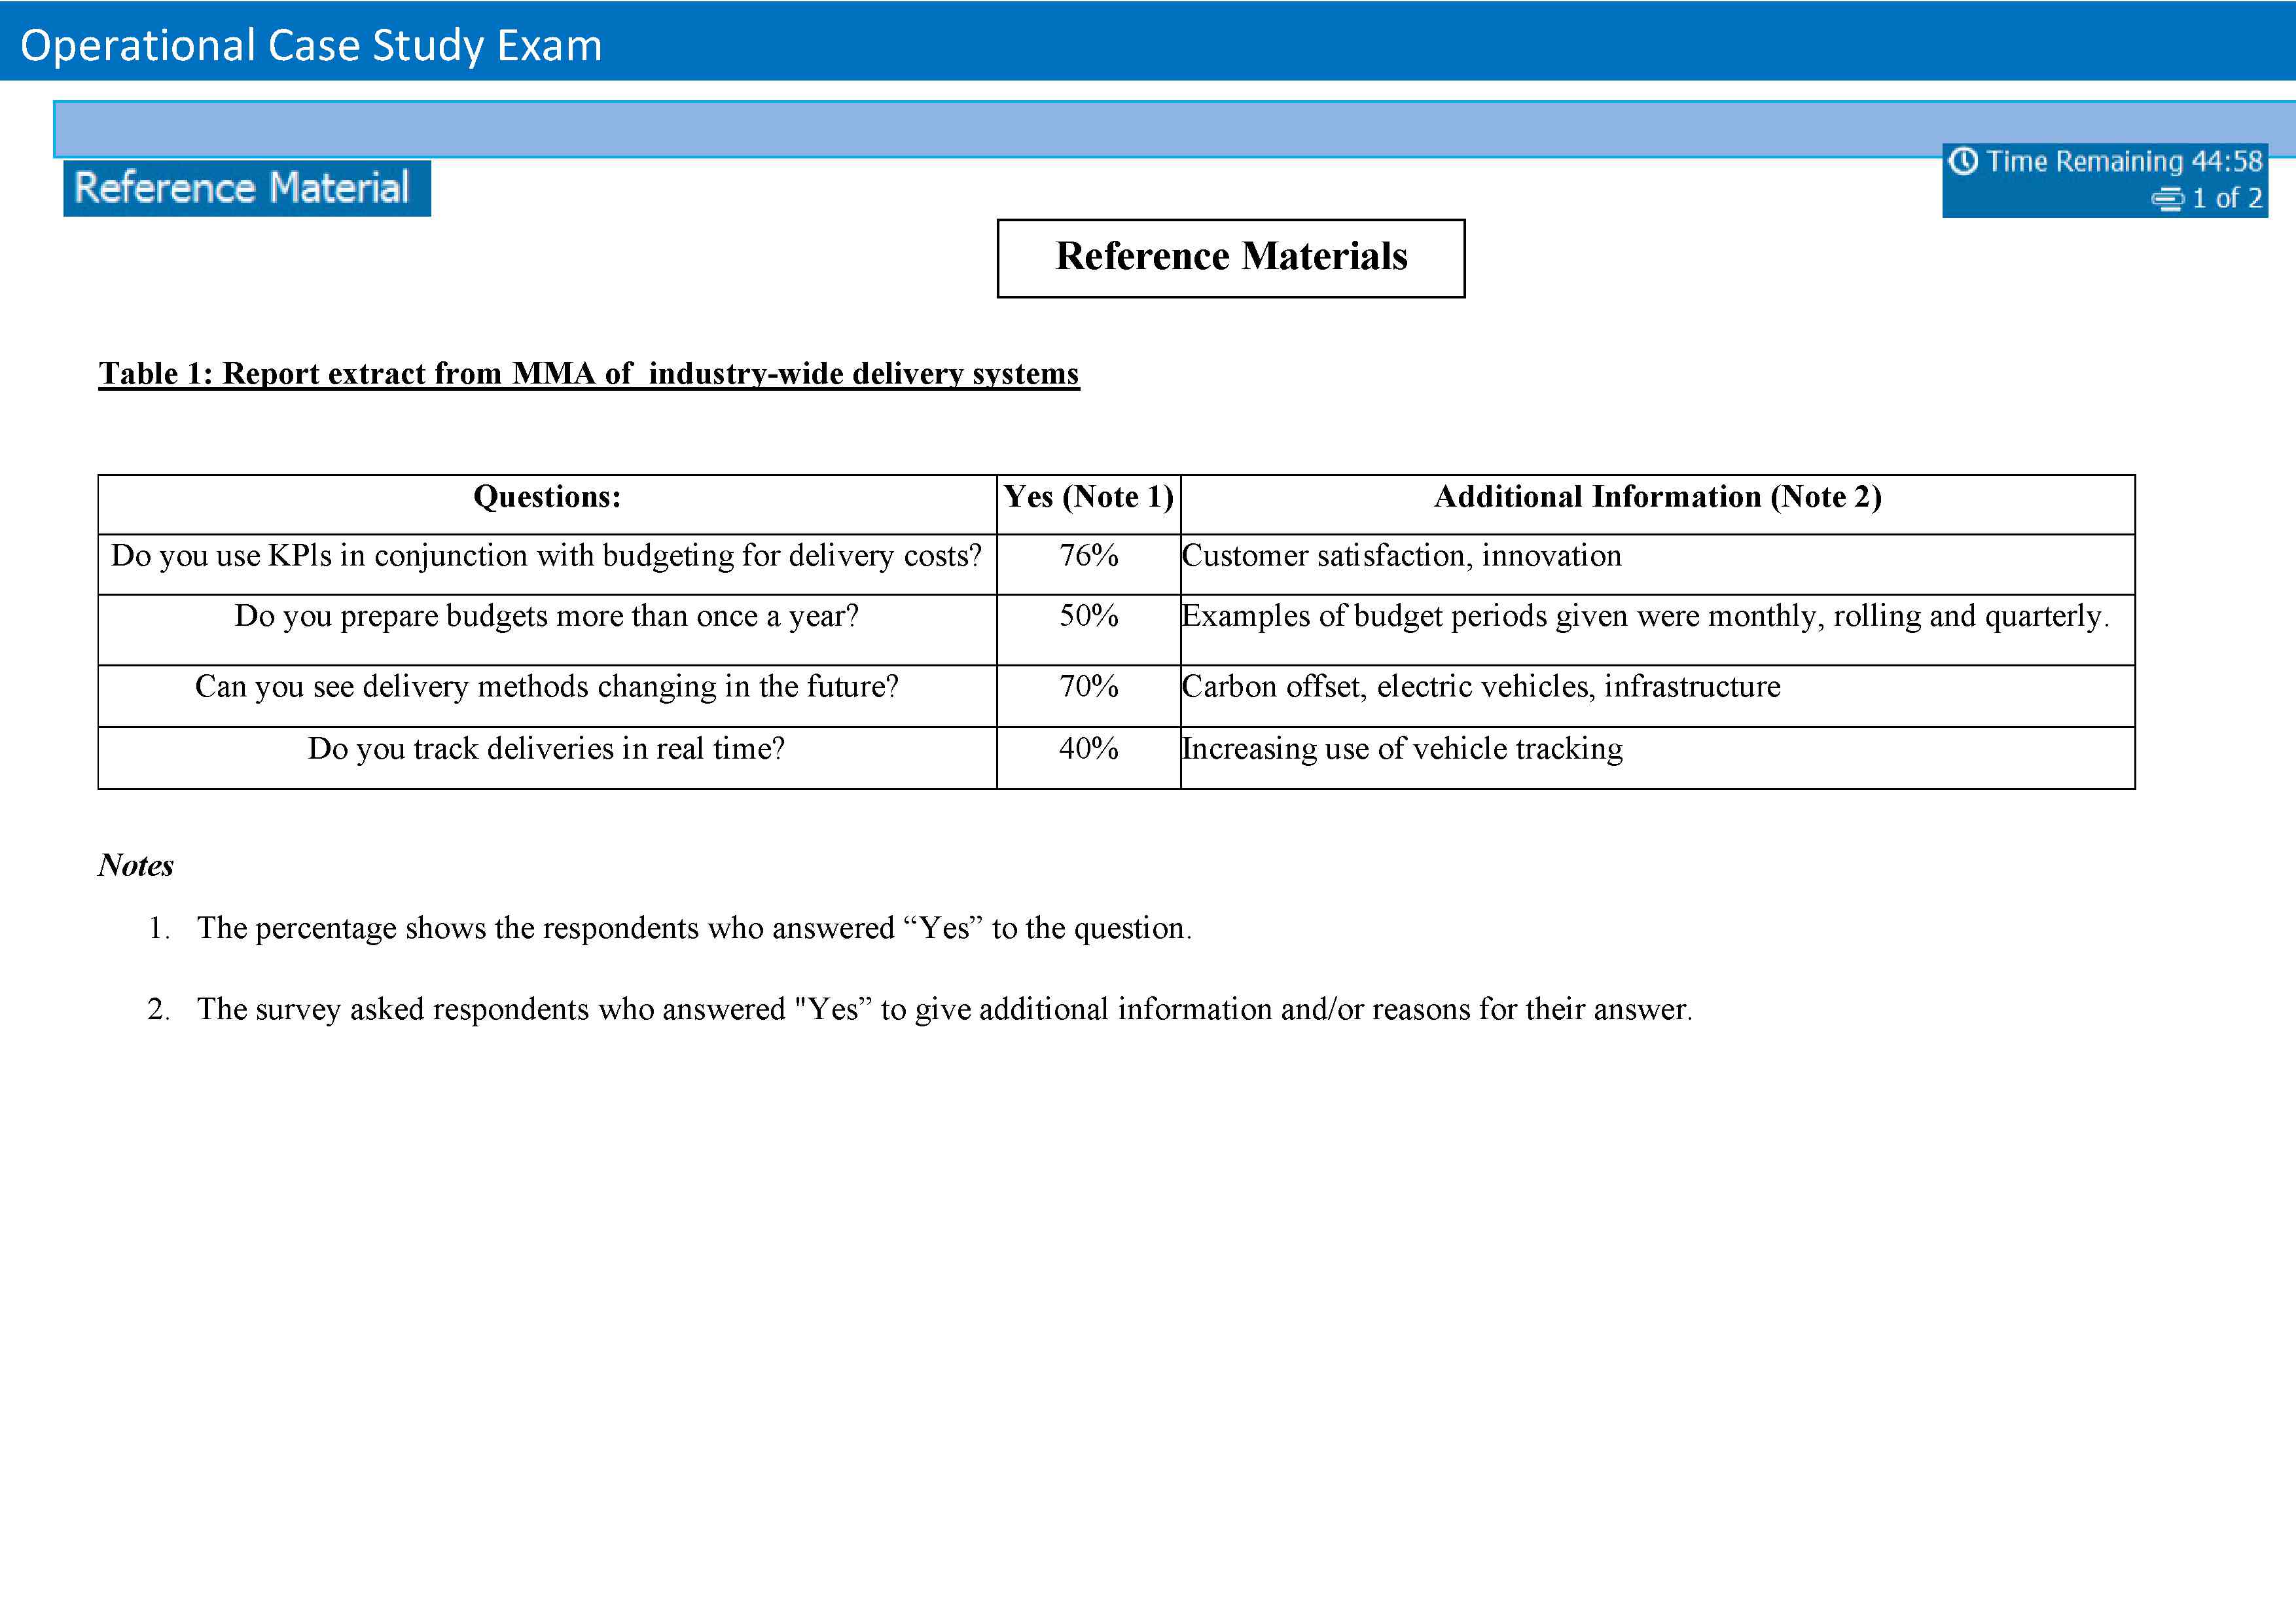 Operational Case Study Exam
Reference Material
Time Remaining 44:58
1 of 2
Reference Materials
Table 1: Report extract from MMA of industry-wide delivery systems
Questions: Yes (Note 1) Additional Information (Note 2)
Do you use KPls in conjunction with budgeting for delivery costs? 76% Customer satisfaction, innovation
Do you prepare budgets more than once a year? 50% Examples of budget periods given were monthly, rolling and quarterly.
Can you see delivery methods changing in the future? 70% Carbon offset, electric vehicles, infrastructure
Do you track deliveries in real time? 40% Increasing use of vehicle tracking
Notes
1. The percentage shows the respondents who answered “Yes” to the question.
2. The survey asked respondents who answered "Yes” to give additional information and/or reasons for their answer.